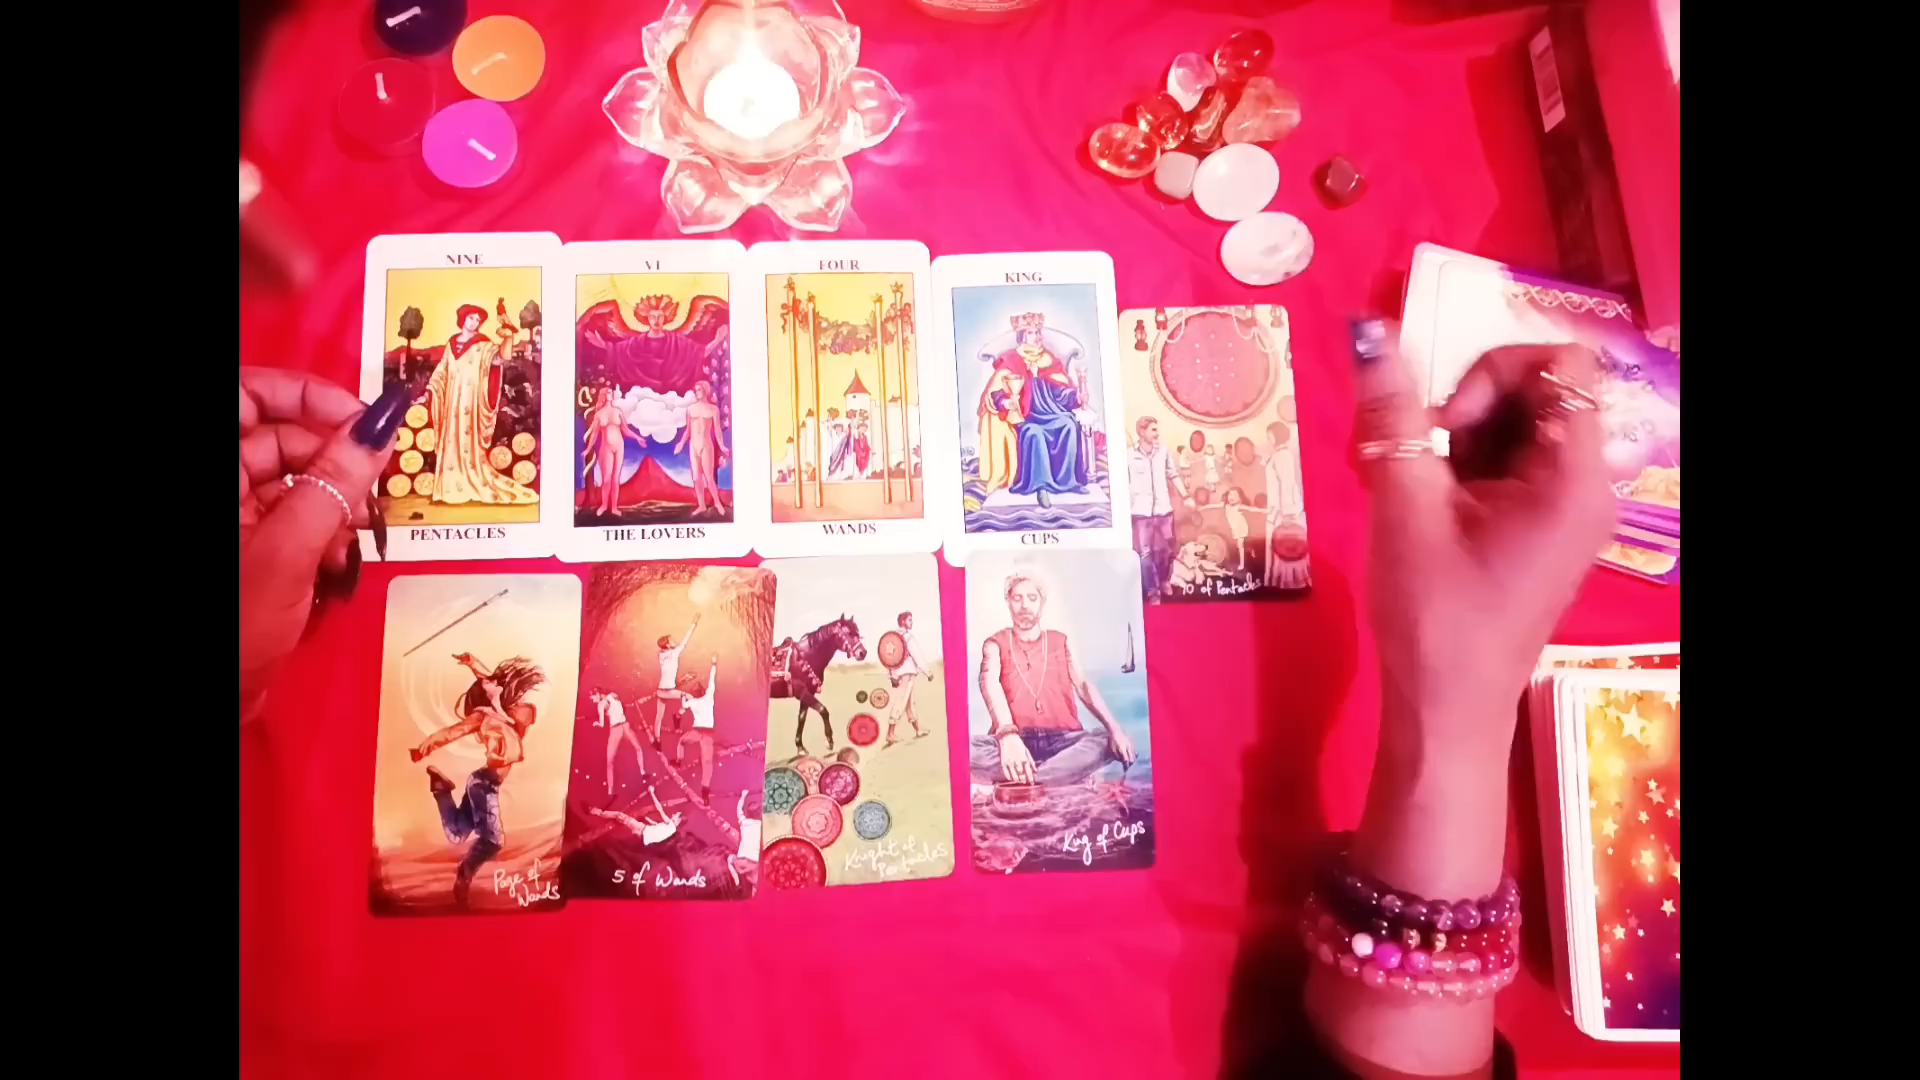 NINE
PENTACLES
VI
THE LOVERS
FOUR
WANDS
KING
CUPS
10 of Pentacles
Page of
Wands
5 of Wands
Knight of
Pentacles
King of Cups